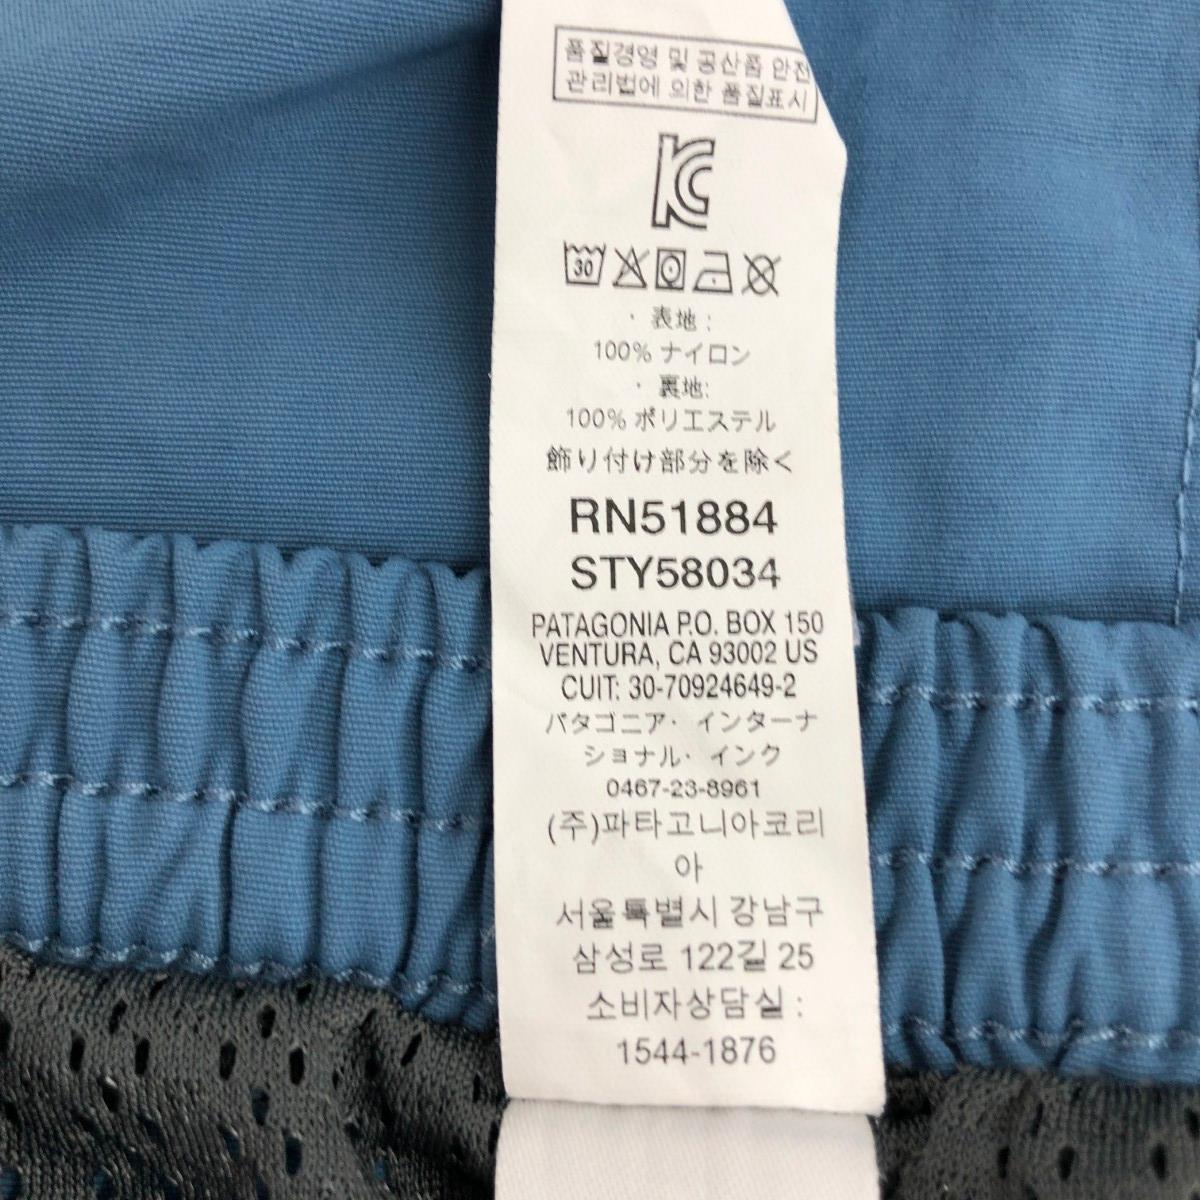 품질경영 및 공산품 안전
관리법에 의한 품질표시
KC
30
・ 表地 :
100% ナイロン
・ 裏地:
100% ポリエステル
飾り付け部分を除く
RN51884
STY58034
PATAGONIA P.O. BOX 150
VENTURA, CA 93002 US
CUIT: 30-70924649-2
パタゴニア・ インターナ
ショナル・ インク
0467-23-8961
(주)파타고니아코리
아
서울특별시 강남구
삼성로 122길 25
소비자상담실 :
1544-1876